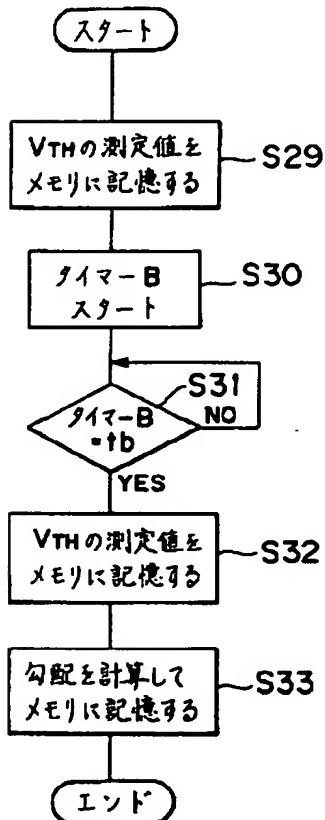 スタート
VTHの測定値を
メモリに記憶する
S29
タイマーB
スタート
S30
S31
タイマーB
=tb
NO
YES
VTHの測定値を
メモリに記憶する
S32
勾配を計算して
メモリに記憶する
S33
エンド